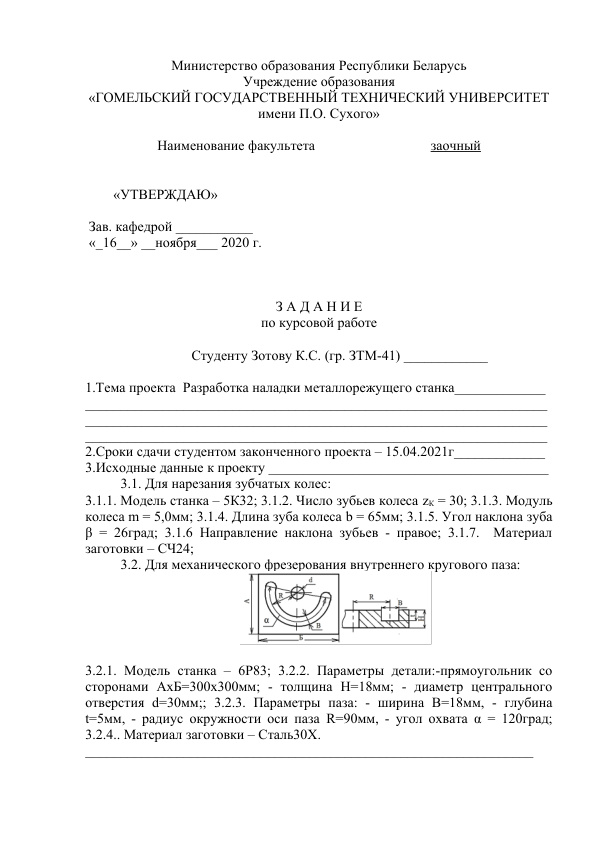 Министерство образования Республики Беларусь
Учреждение образования
«ГОМЕЛЬСКИЙ ГОСУДАРСТВЕННЫЙ ТЕХНИЧЕСКИЙ УНИВЕРСИТЕТ
имени П.О. Сухого»
Наименование факультета заочный
«УТВЕРЖДАЮ»
Зав. кафедрой ___________
«_16__» __ноября___ 2020 г.
З А Д А Н И Е
по курсовой работе
Студенту Зотову К.С. (гр. ЗТМ-41) ____________
1.Тема проекта Разработка наладки металлорежущего станка_____________
2.Сроки сдачи студентом законченного проекта – 15.04.2021г_____________
3.Исходные данные к проекту ________________________________________
3.1. Для нарезания зубчатых колес:
3.1.1. Модель станка – 5К32; 3.1.2. Число зубьев колеса zК = 30; 3.1.3. Модуль
колеса m = 5,0мм; 3.1.4. Длина зуба колеса b = 65мм; 3.1.5. Угол наклона зуба
β = 26град; 3.1.6 Направление наклона зубьев - правое; 3.1.7. Материал
заготовки – СЧ24;
3.2. Для механического фрезерования внутреннего кругового паза:
d
R
R
B
A
α
B
t
H
Б
3.2.1. Модель станка – 6Р83; 3.2.2. Параметры детали:-прямоугольник со
сторонами АхБ=300х300мм; - толщина Н=18мм; - диаметр центрального
отверстия d=30мм;; 3.2.3. Параметры паза: - ширина В=18мм, - глубина
t=5мм, - радиус окружности оси паза R=90мм, - угол охвата α = 120град;
3.2.4.. Материал заготовки – Сталь30Х.